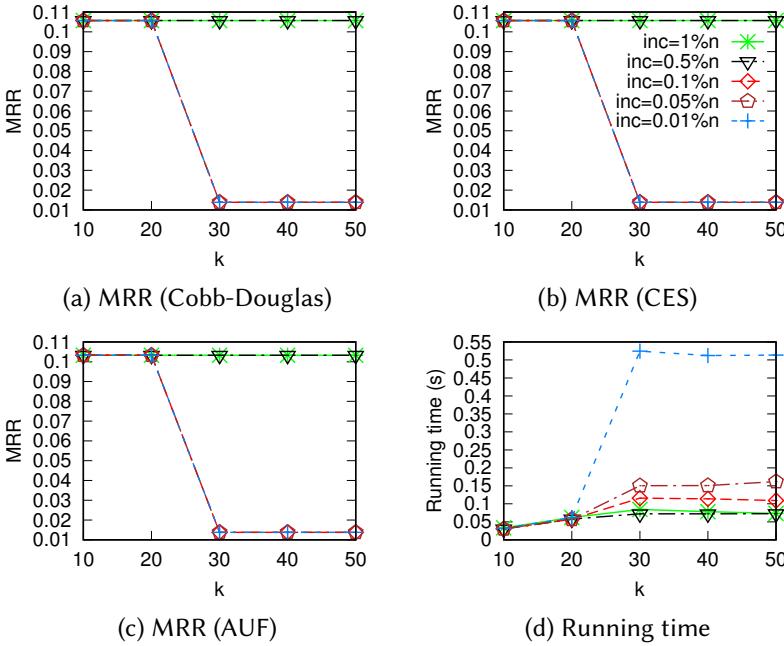 0.11
0.1
0.09
0.08
0.07
0.06
0.05
0.04
0.03
0.02
0.01
MRR
10 20 30 40 50
k
(a) MRR (Cobb-Douglas)
0.11
0.1
0.09
0.08
0.07
0.06
0.05
0.04
0.03
0.02
0.01
MRR
inc=1%n
inc=0.5%n
inc=0.1%n
inc=0.05%n
inc=0.01%n
10 20 30 40 50
k
(b) MRR (CES)
0.11
0.1
0.09
0.08
0.07
0.06
0.05
0.04
0.03
0.02
0.01
MRR
10 20 30 40 50
k
(c) MRR (AUF)
0.55
0.5
0.45
0.4
0.35
0.3
0.25
0.2
0.15
0.1
0.05
0
Running time (s)
10 20 30 40 50
k
(d) Running time